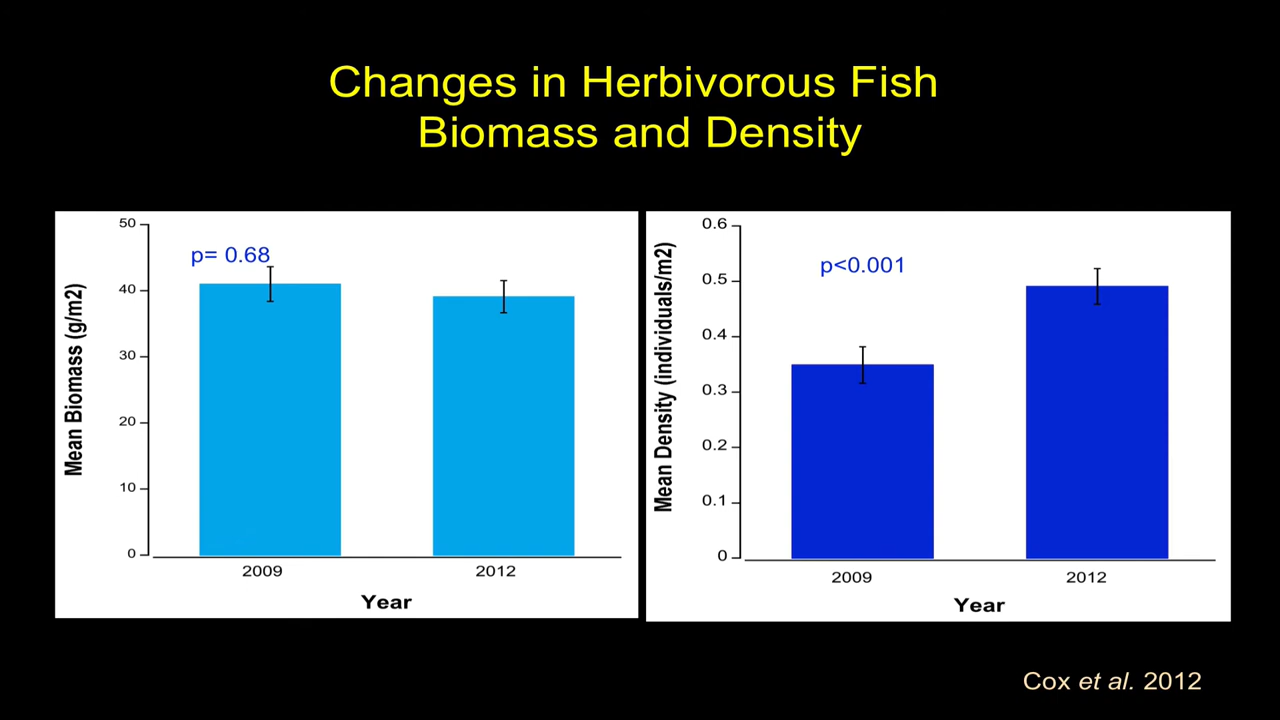 Changes in Herbivorous Fish
Biomass and Density
50
40
30
20
10
0
Mean Biomass (g/m2)
p= 0.68
2009
2012
Year
0.6
0.5
0.4
0.3
0.2
0.1
0
Mean Density (individuals/m2)
p<0.001
2009
2012
Year
Cox et al. 2012